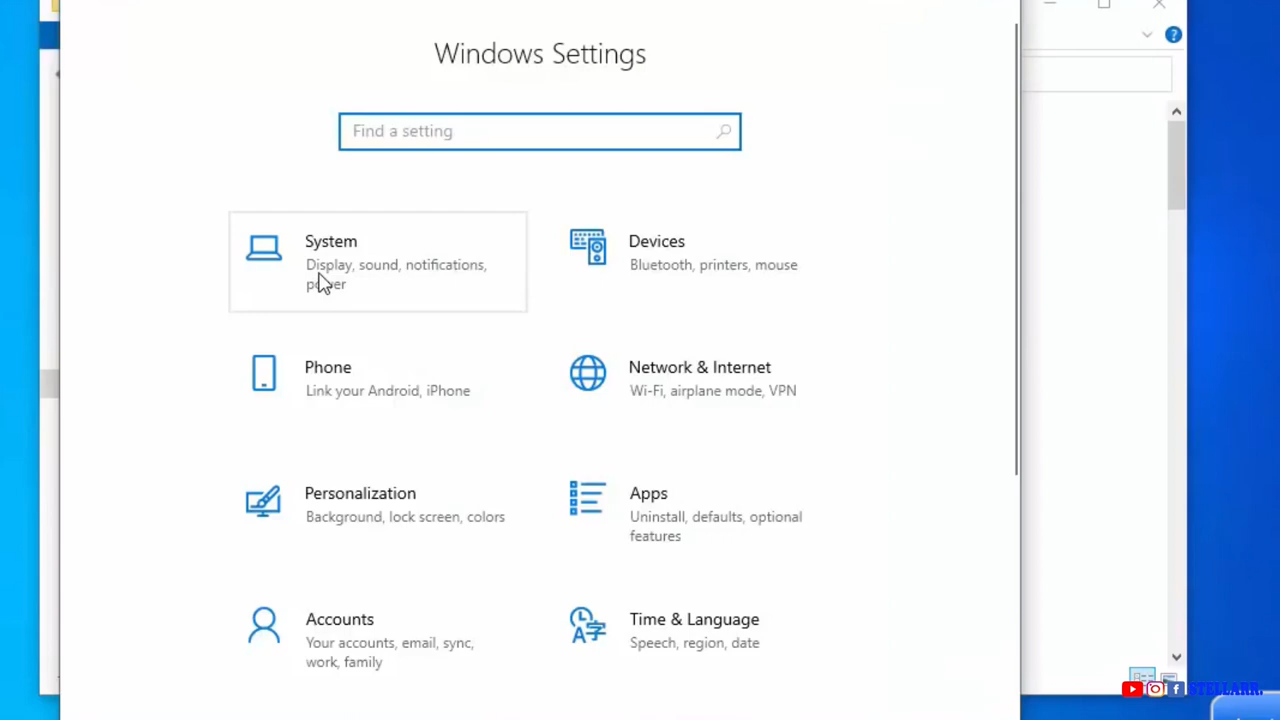 Windows Settings
Find a setting
System
Display, sound, notifications,
power
Devices
Bluetooth, printers, mouse
Phone
Link your Android, iPhone
Network & Internet
Wi-Fi, airplane mode, VPN
Personalization
Background, lock screen, colors
Apps
Uninstall, defaults, optional
features
Accounts
Your accounts, email, sync,
work, family
Time & Language
Speech, region, date
STELLARR.